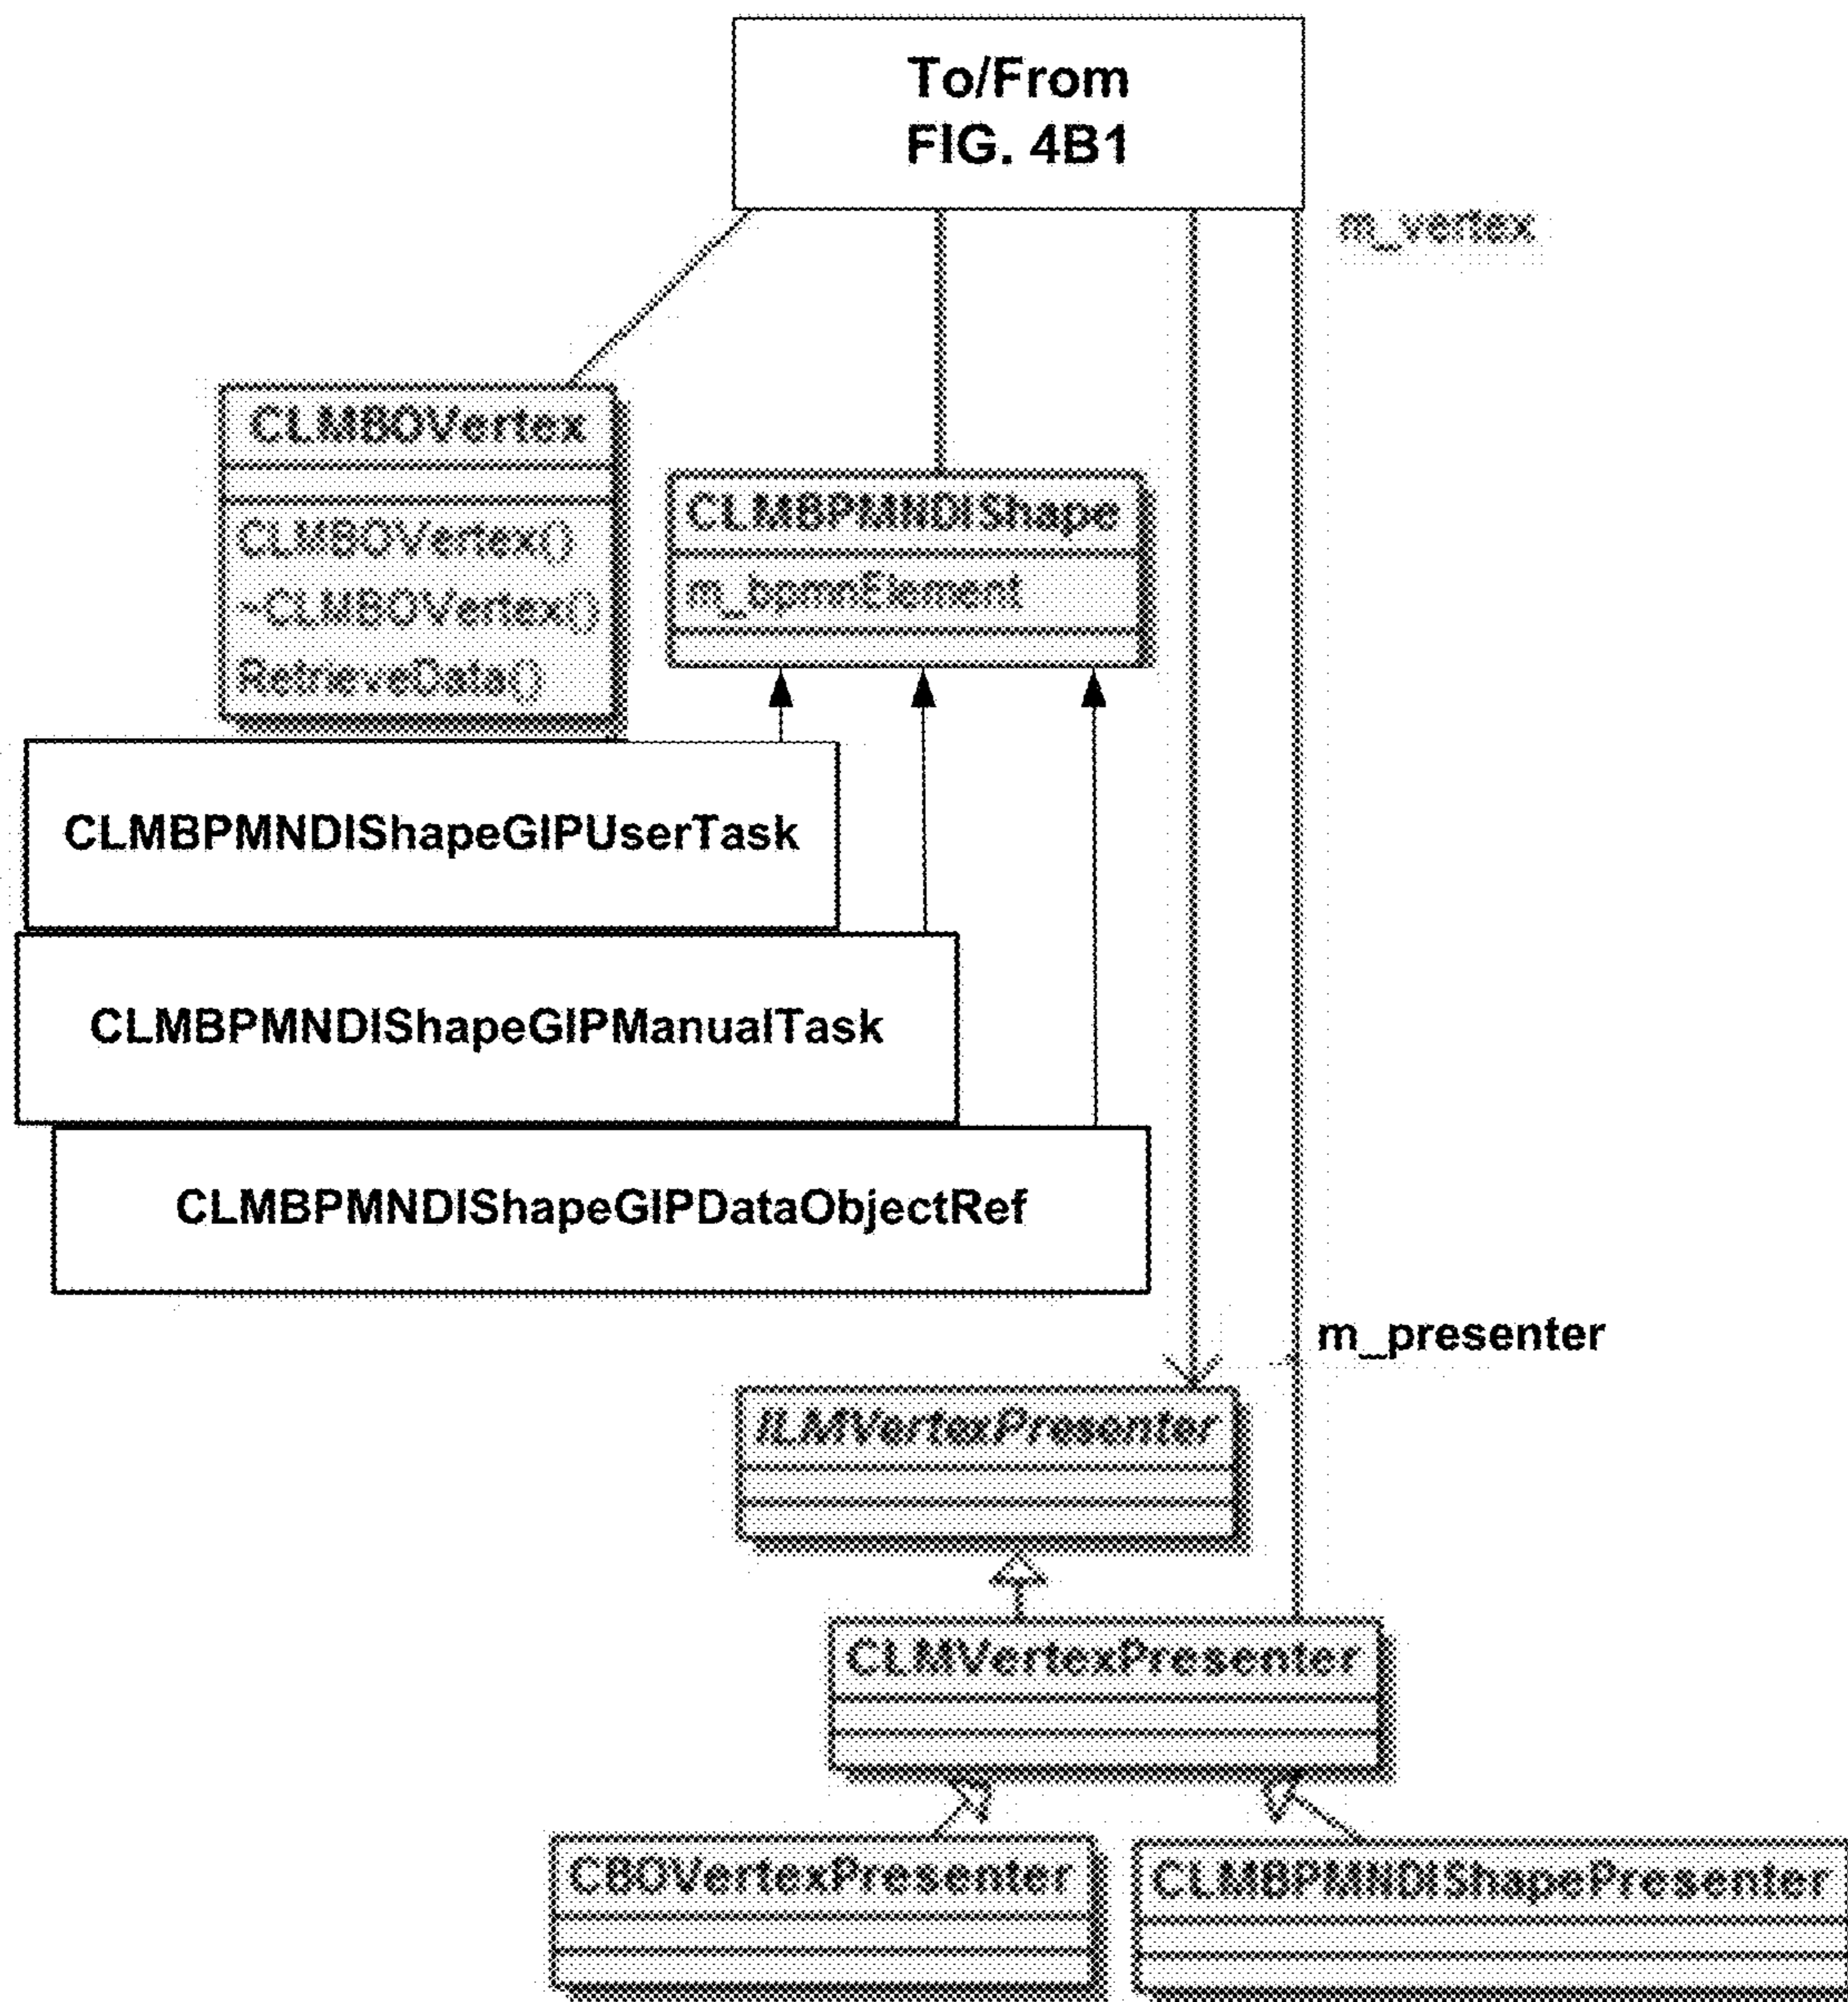 To/From
FIG. 4B1
m_vertex
CLMBOVertex
CLMBOVertex()
~CLMBOVertex()
RetrieveData()
CLMBPMNDIShape
m_bpmnElement
CLMBPMNDIShapeGIPUserTask
CLMBPMNDIShapeGIPManualTask
CLMBPMNDIShapeGIPDataObjectRef
m_presenter
ILMVertexPresenter
CLMVertexPresenter
CBOVertexPresenter
CLMBPMNDIShapePresenter